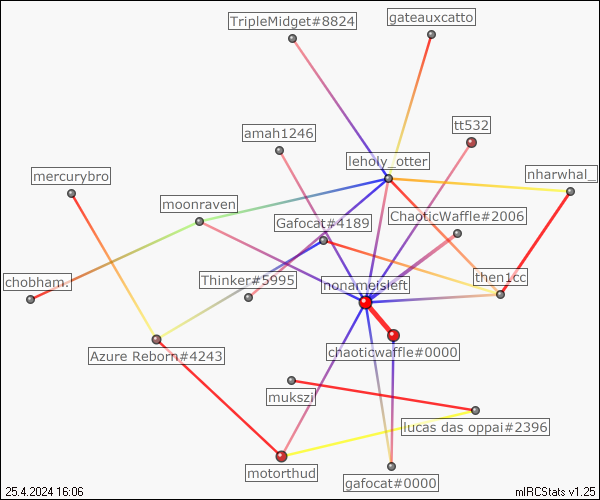 TripleMidget#8824
gateauxcatto
amah1246
tt532
leholy_otter
mercurybro
nharwhal_
moonraven
Gafocat#4189
ChaoticWaffle#2006
chobham.
Thinker#5995
nonameisleft
then1cc
Azure Reborn#4243
chaoticwaffle#0000
mukszi
lucas das oppai#2396
motorthud
gafocat#0000
25.4.2024 16:06
mIRCStats v1.25